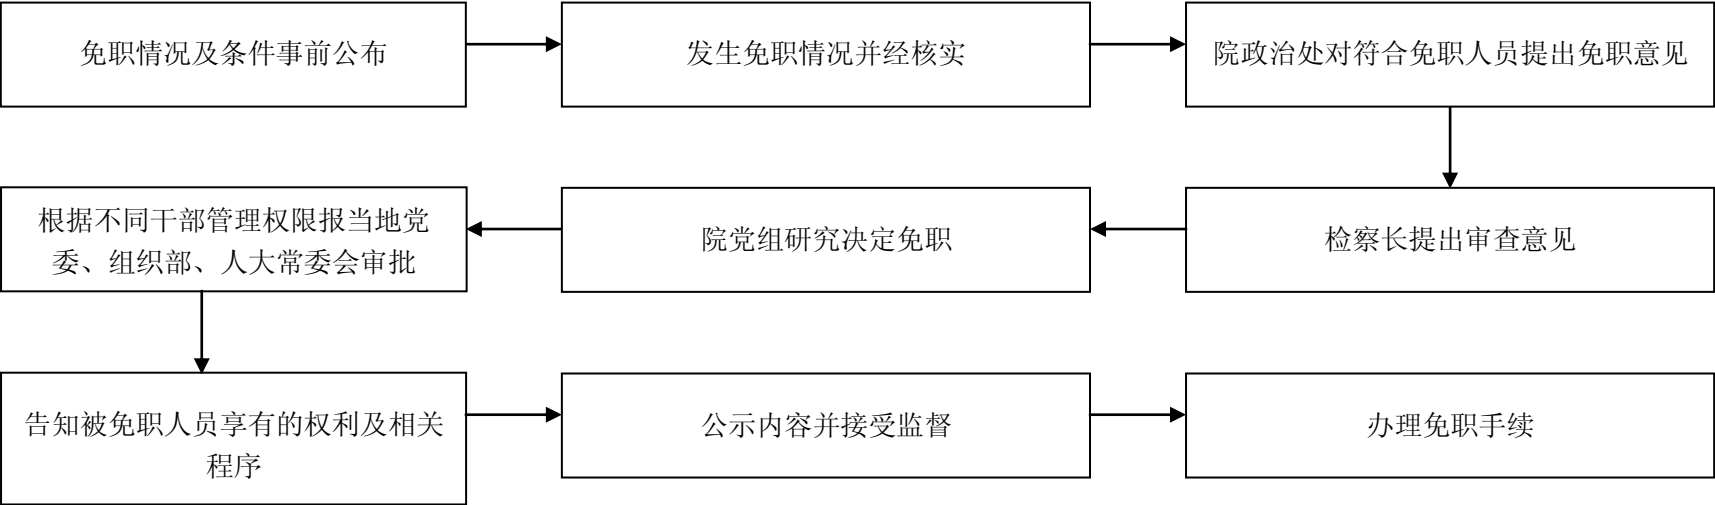 免职情况及条件事前公布
发生免职情况并经核实
院政治处对符合免职人员提出免职意见
检察长提出审查意见
院党组研究决定免职
根据不同干部管理权限报当地党
委、组织部、人大常委会审批
告知被免职人员享有的权利及相关
程序
公示内容并接受监督
办理免职手续